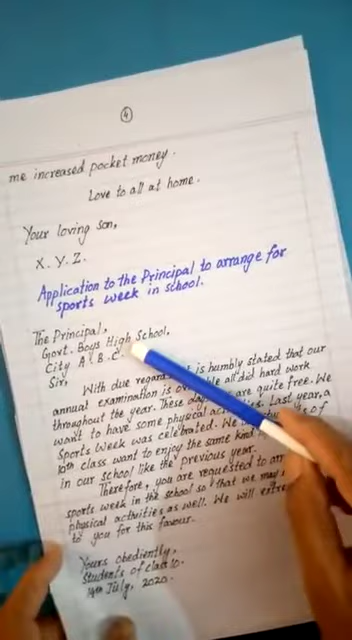 4
me increased pocket money.
Love to all at home.
Your loving son,
X. Y. Z.
Application to the Principal to arrange for
sports week in school.
The Principal,
Govt. Boys High School,
City A. B. C.
Sir,
With due regard it is humbly stated that our
annual examination is all did hard work
throughout the year. These days are quite free. We
want to have some physical activities. Last year, a
Sports Week was celebrated. We of
10th class want to enjoy the same kind
in our school like the previous year.
Therefore, you are requested to
sports week in the school so that we may
physical activities as well. We will
to you for this favour.
Yours obediently,
Students of class 10.
14th July, 2020.